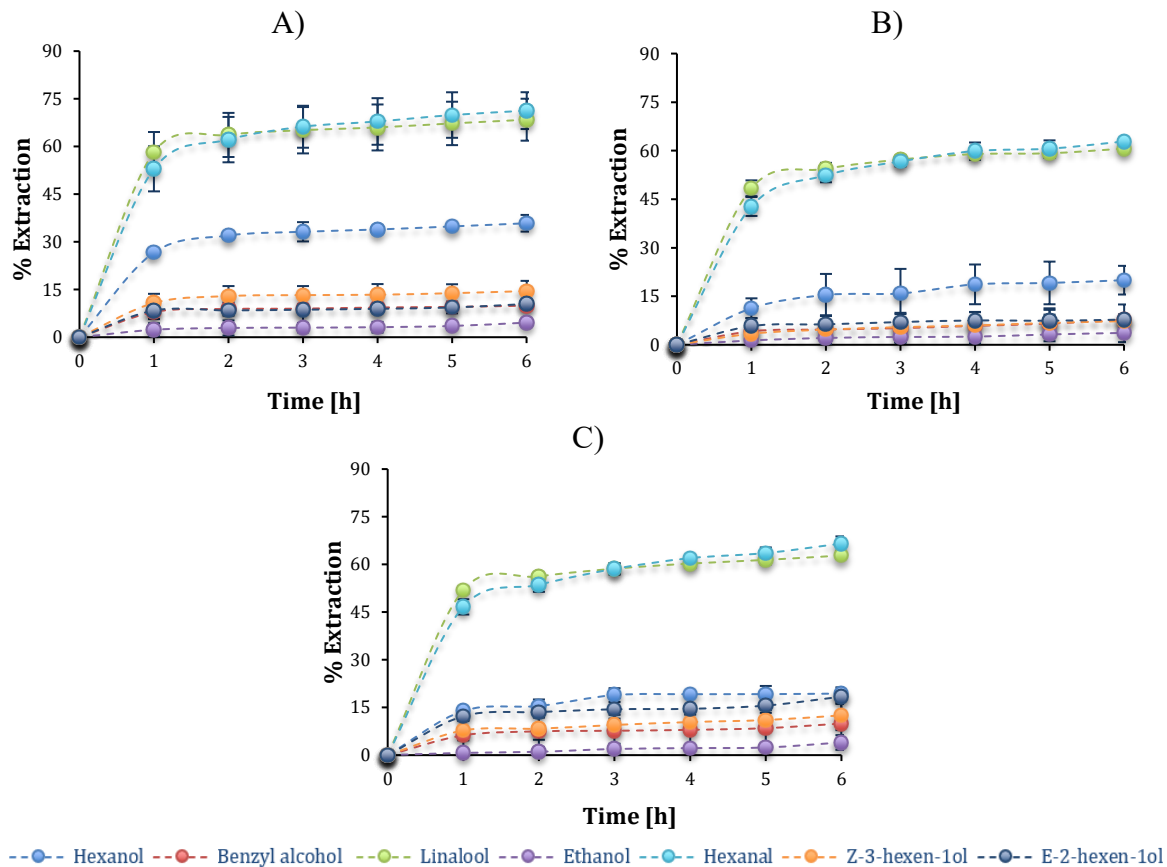 A)
90
75
60
45
30
15
0
% Extraction
0 1 2 3 4 5 6
Time [h]
B)
90
75
60
45
30
15
0
% Extraction
0 1 2 3 4 5 6
Time [h]
C)
90
75
60
45
30
15
0
% Extraction
0 1 2 3 4 5 6
Time [h]
Hexanol Benzyl alcohol Linalool Ethanol Hexanal Z-3-hexen-1ol E-2-hexen-1ol